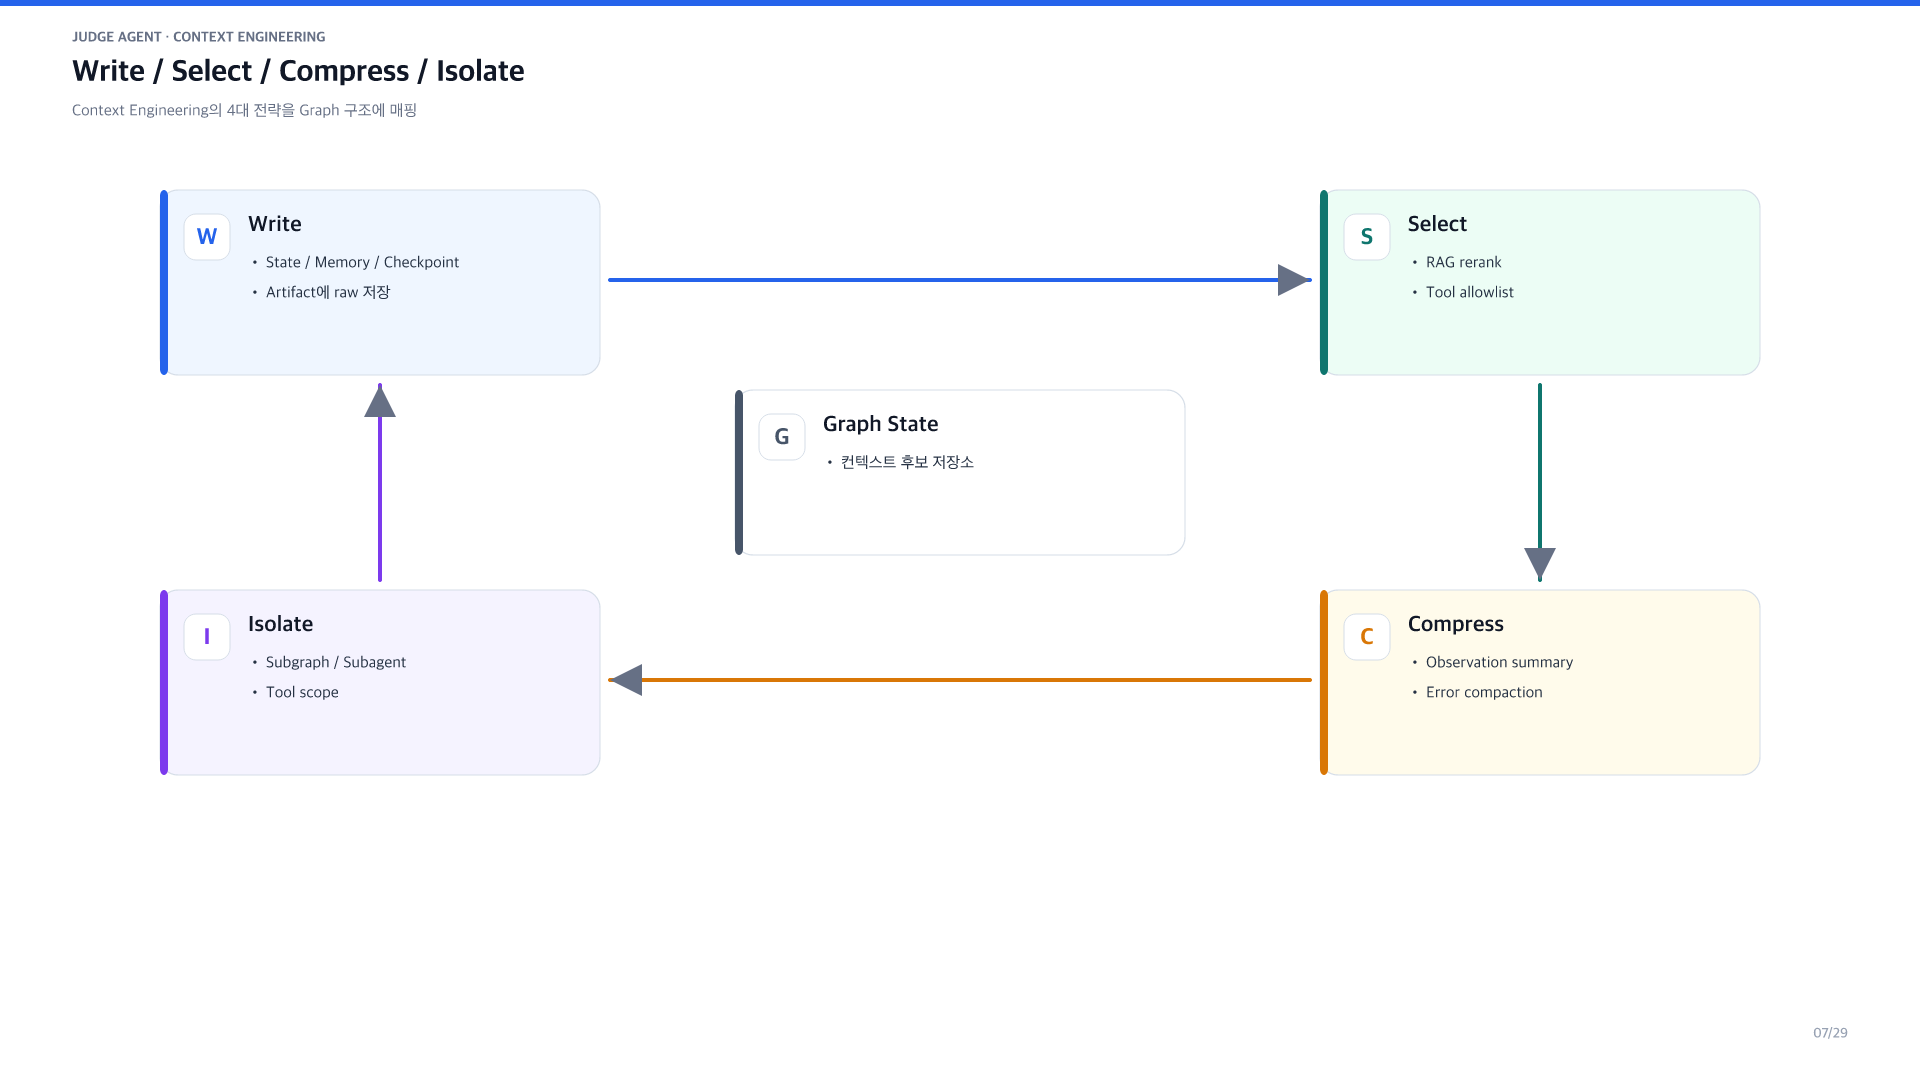 JUDGE AGENT · CONTEXT ENGINEERING
Write / Select / Compress / Isolate
Context Engineering의 4대 전략을 Graph 구조에 매핑
W
Write
• State / Memory / Checkpoint
• Artifact에 raw 저장
S
Select
• RAG rerank
• Tool allowlist
G
Graph State
• 컨텍스트 후보 저장소
I
Isolate
• Subgraph / Subagent
• Tool scope
C
Compress
• Observation summary
• Error compaction
07/29